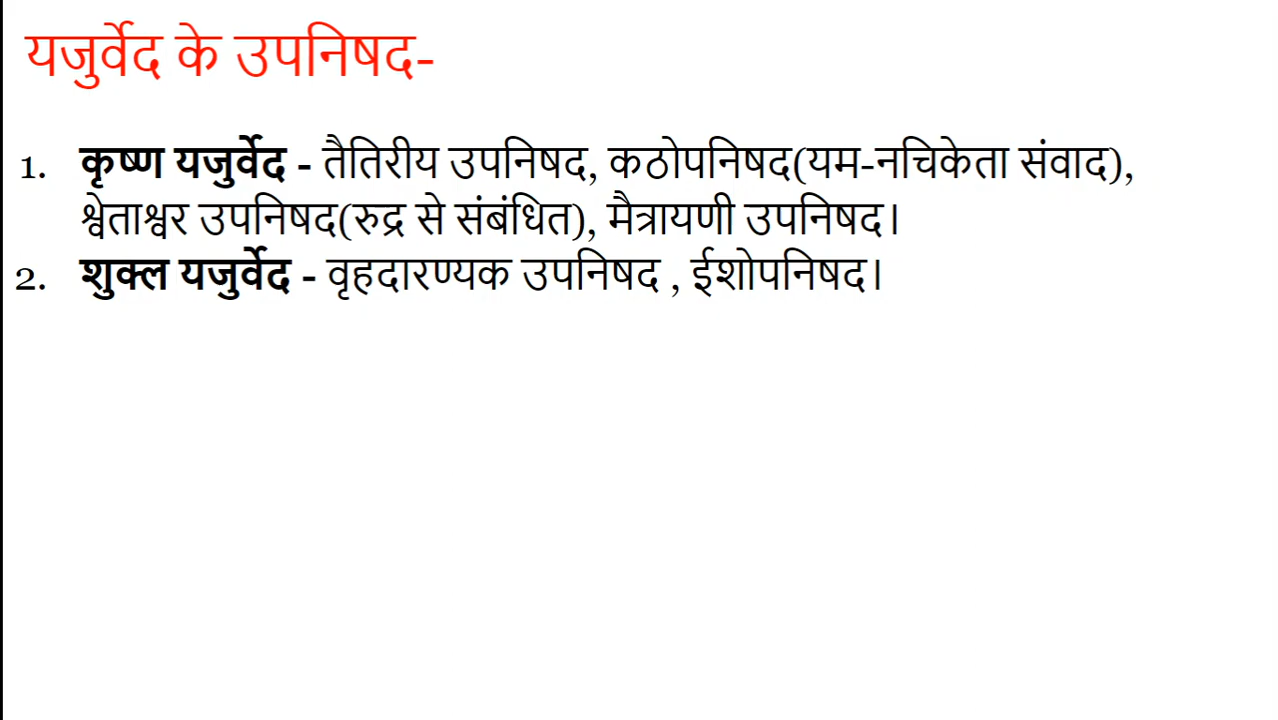 यजुर्वेद के उपनिषद-
1. कृष्ण यजुर्वेद - तैतिरीय उपनिषद, कठोपनिषद(यम-नचिकेता संवाद),
श्वेताश्वर उपनिषद(रुद्र से संबंधित), मैत्रायणी उपनिषद।
2. शुक्ल यजुर्वेद - वृहदारण्यक उपनिषद , ईशोपनिषद।